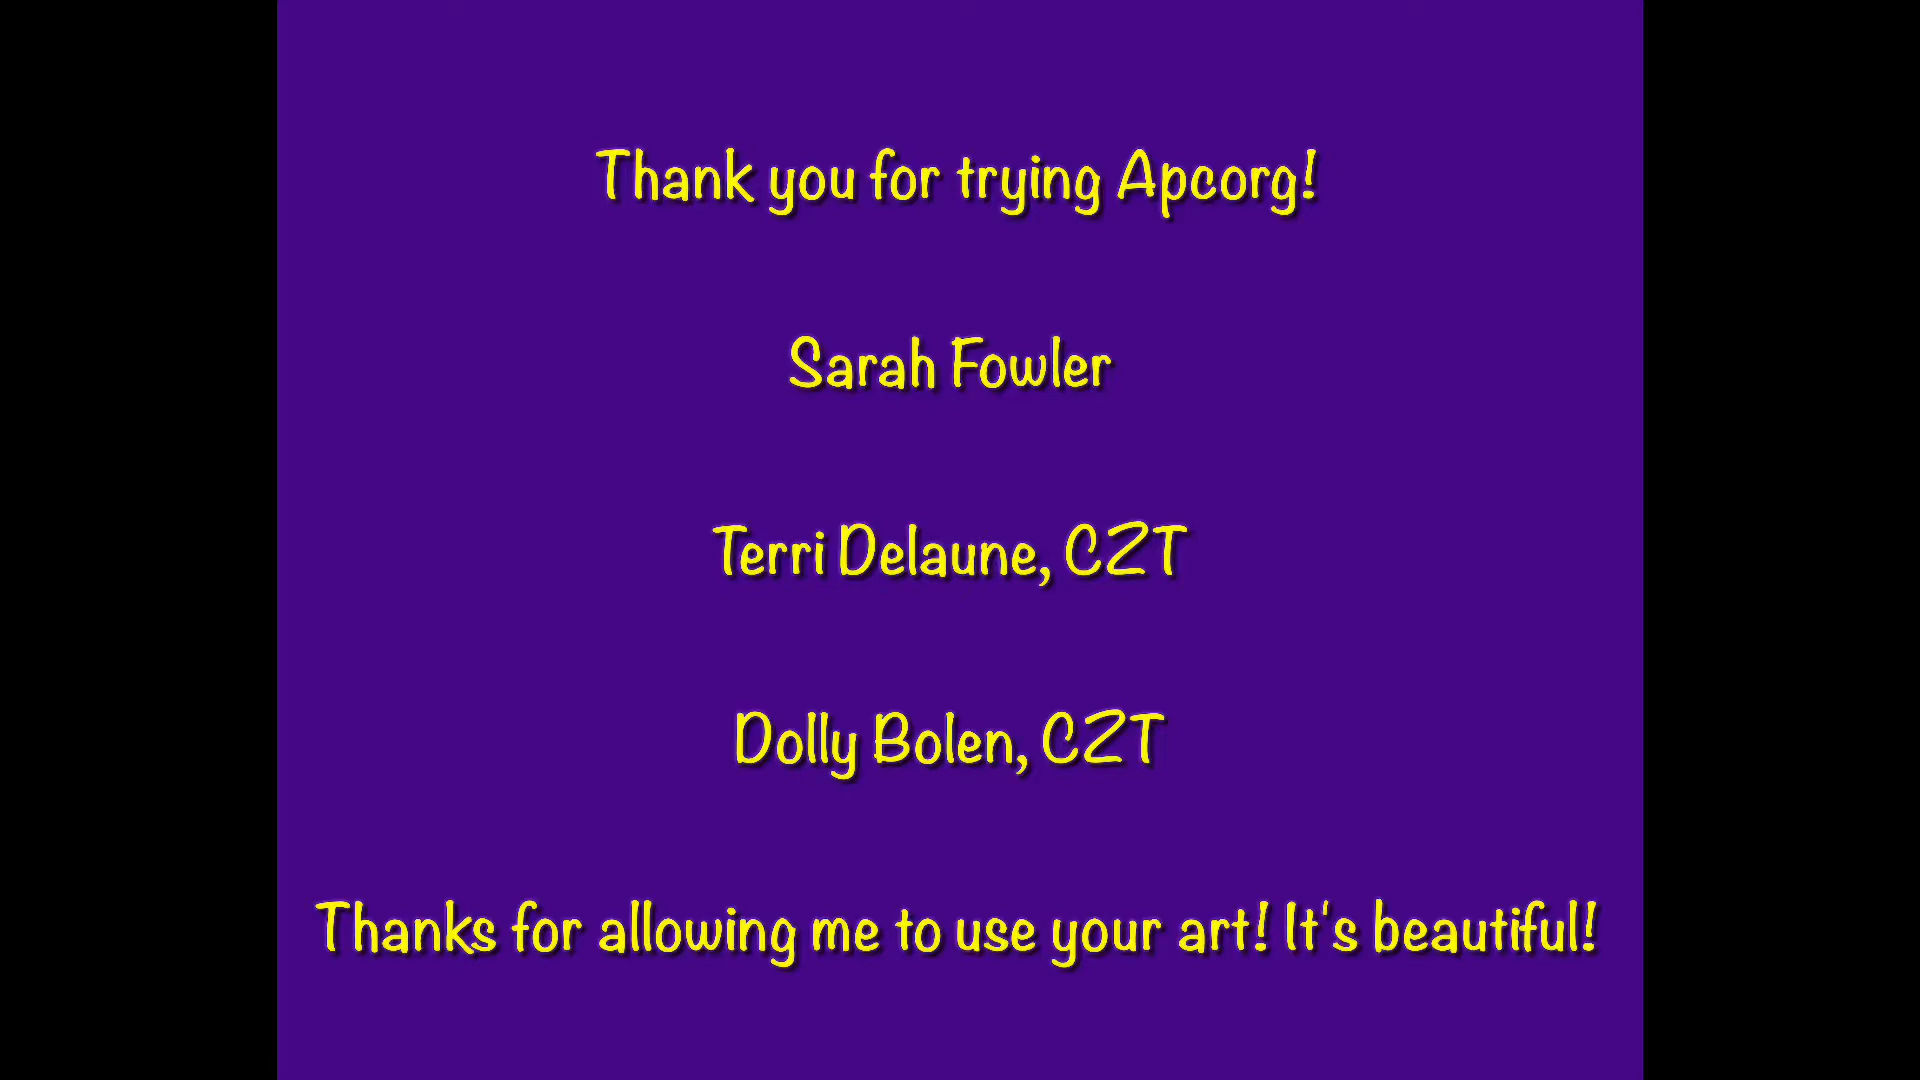 Thank you for trying Apcorg!
Sarah Fowler
Terri Delaune, CZT
Dolly Bolen, CZT
Thanks for allowing me to use your art! It's beautiful!